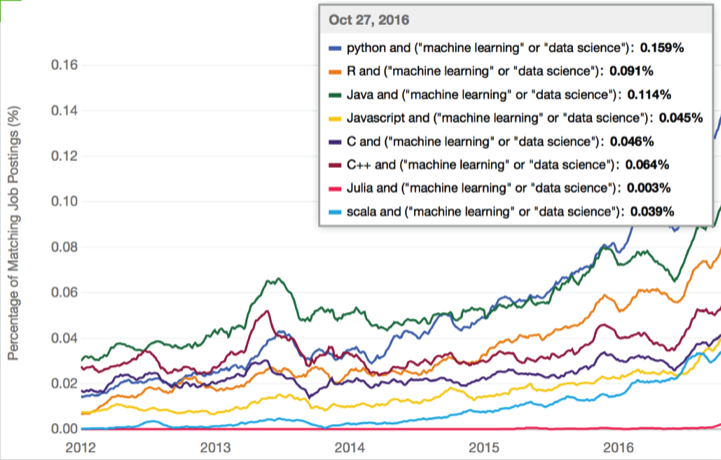 Oct 27, 2016
python and ("machine learning" or "data science"): 0.159%
R and ("machine learning" or "data science"): 0.091%
Java and ("machine learning" or "data science"): 0.114%
Javascript and ("machine learning" or "data science"): 0.045%
C and ("machine learning" or "data science"): 0.046%
C++ and ("machine learning" or "data science"): 0.064%
Julia and ("machine learning" or "data science"): 0.003%
scala and ("machine learning" or "data science"): 0.039%
Percentage of Matching Job Postings (%)
0.16
0.14
0.12
0.10
0.08
0.06
0.04
0.02
0.00
2012 2013 2014 2015 2016